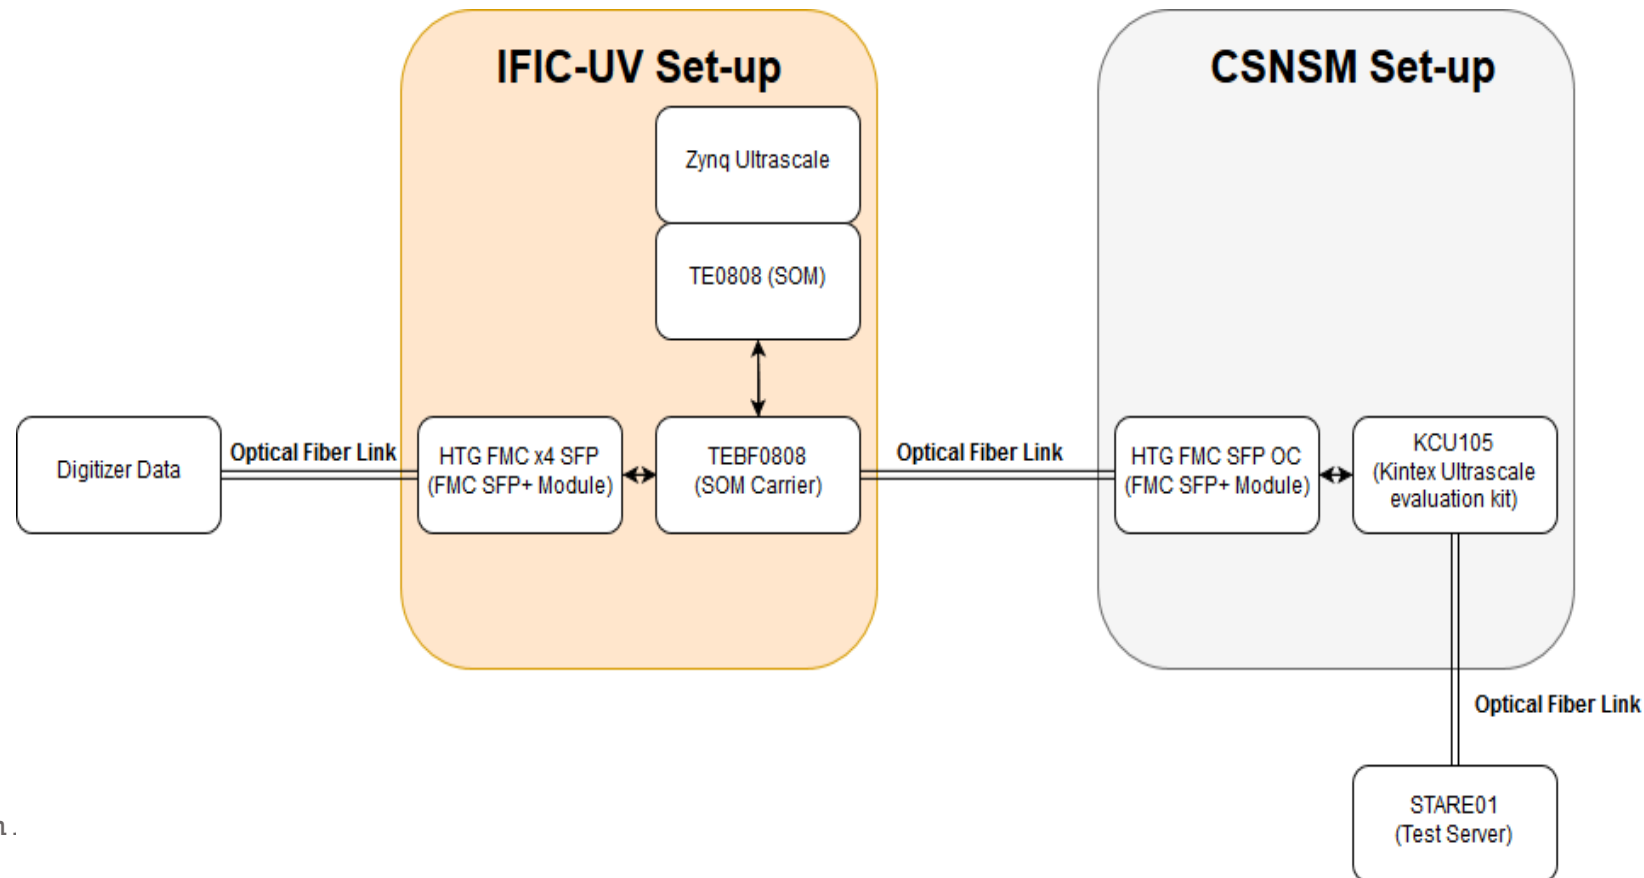 IFIC-UV Set-up
CSNSM Set-up
Zynq Ultrascale
TE0808 (SOM)
Digitizer Data
Optical Fiber Link
HTG FMC x4 SFP
(FMC SFP+ Module)
TEBF0808
(SOM Carrier)
Optical Fiber Link
HTG FMC SFP OC
(FMC SFP+ Module)
KCU105
(Kintex Ultrascale
evaluation kit)
Optical Fiber Link
STARE01
(Test Server)